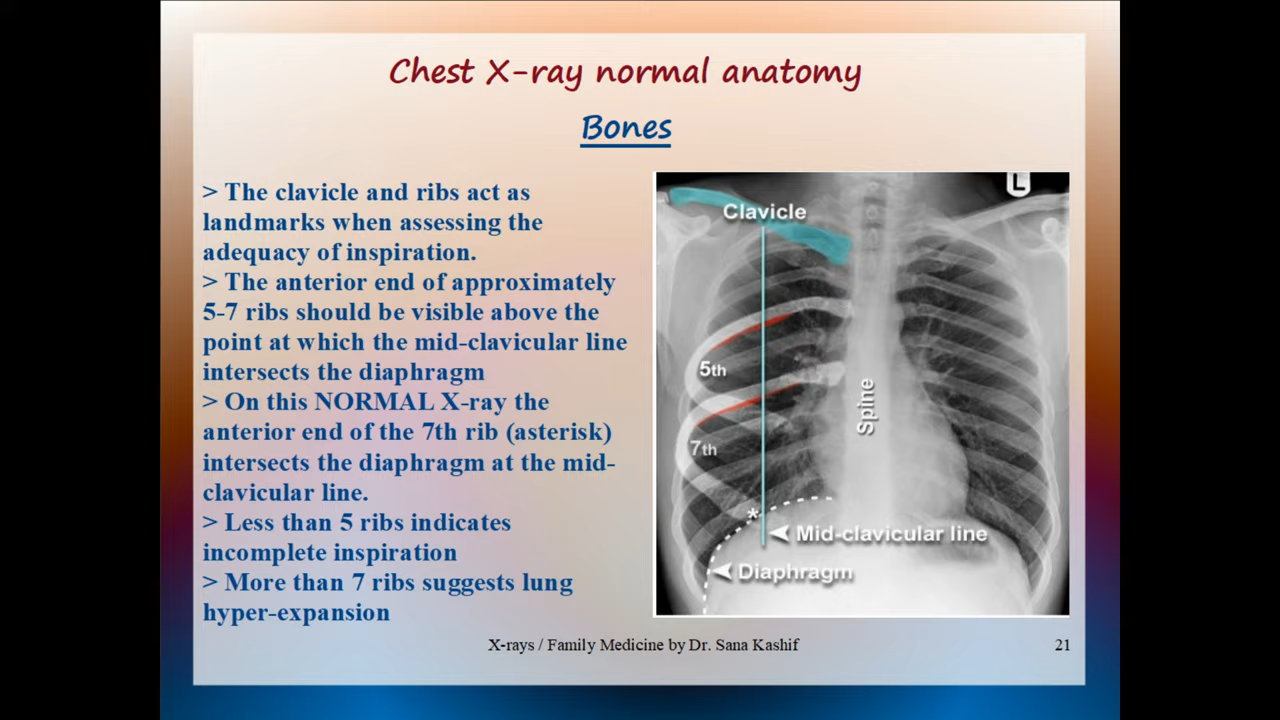 Chest X-ray normal anatomy
Bones
> The clavicle and ribs act as
landmarks when assessing the
adequacy of inspiration.
> The anterior end of approximately
5-7 ribs should be visible above the
point at which the mid-clavicular line
intersects the diaphragm
> On this NORMAL X-ray the
anterior end of the 7th rib (asterisk)
intersects the diaphragm at the mid-
clavicular line.
> Less than 5 ribs indicates
incomplete inspiration
> More than 7 ribs suggests lung
hyper-expansion
L
Clavicle
5th
Spine
7th
*
Mid-clavicular line
Diaphragm
X-rays / Family Medicine by Dr. Sana Kashif
21